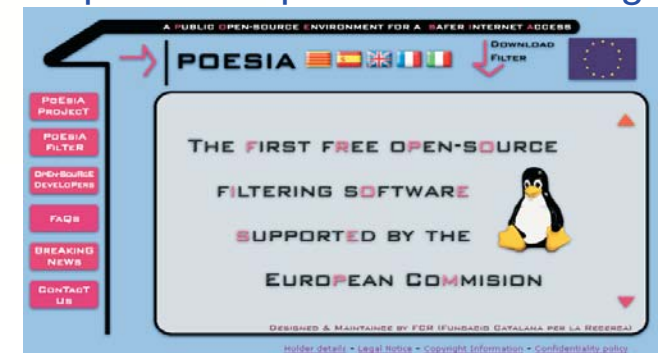 A PUBLIC OPEN-SOURCE ENVIRONMENT FOR A SAFER INTERNET ACCESS
POESIA
DOWNLOAD
FILTER
POESIA
PROJECT
POESIA
FILTER
OPEN-SOURCE
DEVELOPERS
FAQS
BREAKING
NEWS
CONTACT
US
THE FIRST FREE OPEN-SOURCE
FILTERING SOFTWARE
SUPPORTED BY THE
EUROPEAN COMMISION
DESIGNED & MAINTAINCE BY FCR (FUNDACIO CATALANA PER LA RECERCA)
Holder details - Legal Notice - Copyright Information - Confidentiality policy